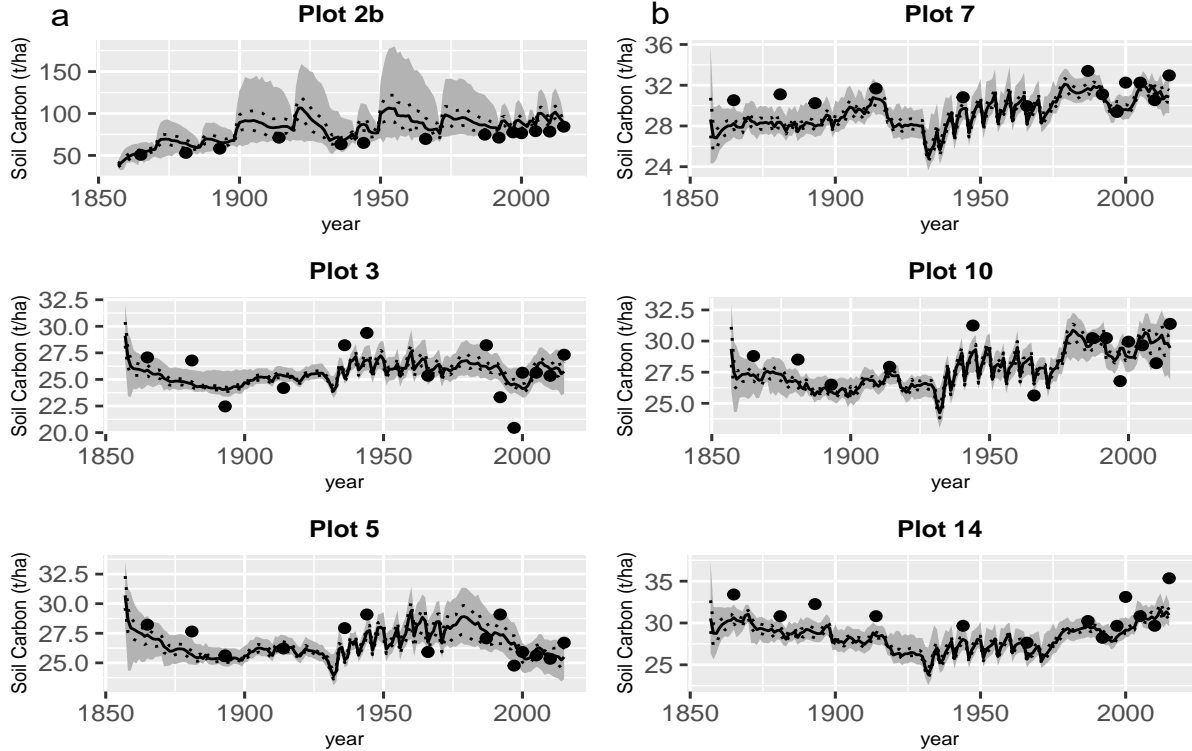 a
Plot 2b
Soil Carbon (t/ha)
150
100
50
1850 1900 1950 2000
year
Plot 3
Soil Carbon (t/ha)
32.5
30.0
27.5
25.0
22.5
20.0
1850 1900 1950 2000
year
Plot 5
Soil Carbon (t/ha)
32.5
30.0
27.5
25.0
1850 1900 1950 2000
year
b
Plot 7
Soil Carbon (t/ha)
36
32
28
24
1850 1900 1950 2000
year
Plot 10
Soil Carbon (t/ha)
32.5
30.0
27.5
25.0
1850 1900 1950 2000
year
Plot 14
Soil Carbon (t/ha)
35
30
25
1850 1900 1950 2000
year